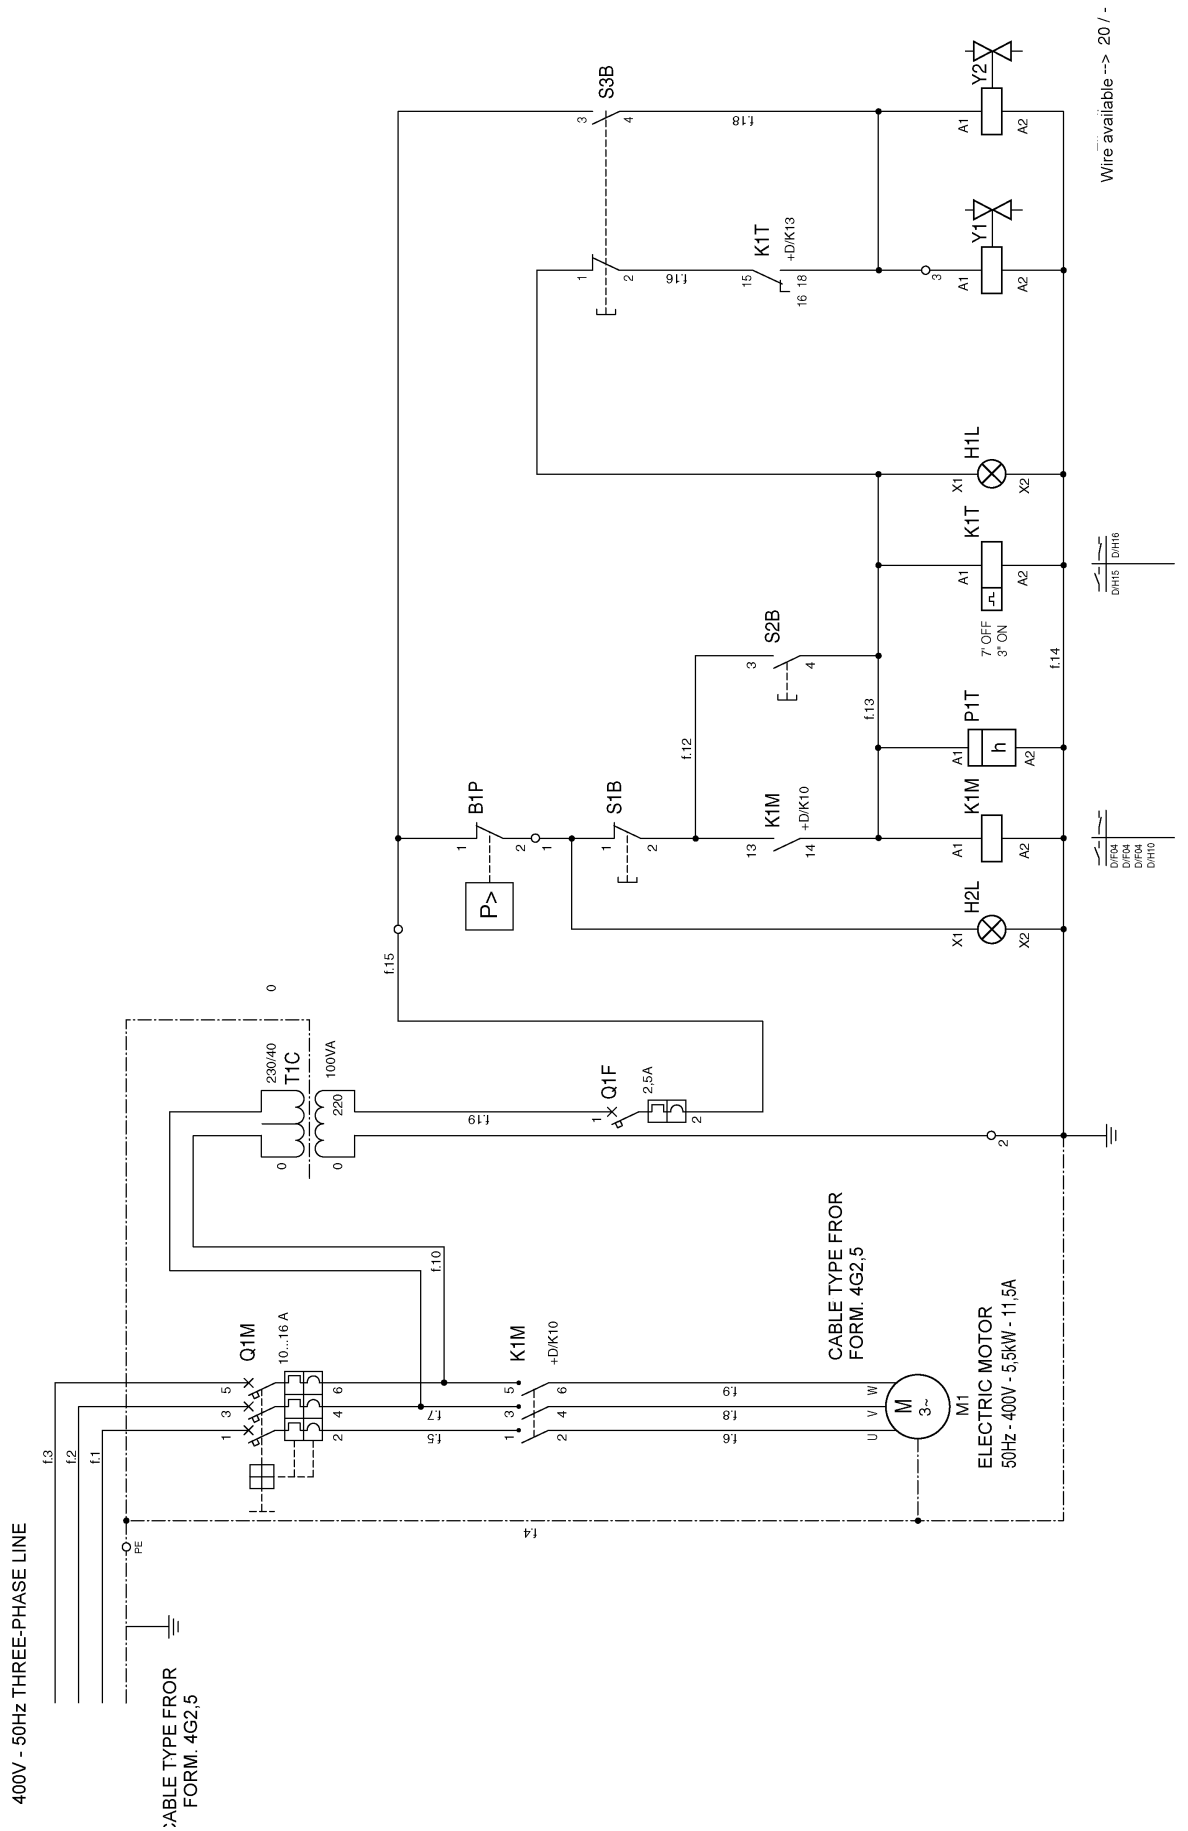 400V - 50Hz THREE-PHASE LINE
f.3
f.2
f.1
CABLE TYPE FROR
FORM. 4G2,5
PE
f.4
Q1M
10...16 A
1
3
5
2
4
6
f.5
f.7
f.10
K1M
+D/K10
1
3
5
2
4
6
f.6
f.8
f.9
U
V
W
M
3~
M1
ELECTRIC MOTOR
50Hz - 400V - 5,5kW - 11,5A
CABLE TYPE FROR
FORM. 4G2,5
0
230/40
T1C
100VA
0
220
0
f.19
Q1F
2,5A
1
2
2
f.15
B1P
P>
1
2
1
S1B
1
2
f.12
K1M
+D/K10
13
14
S2B
3
4
f.13
H2L
X1
X2
K1M
A1
A2
D/F04
D/F04
D/F04
D/H10
P1T
h
A1
A2
f.14
K1T
A1
A2
7' OFF
3" ON
D/H15
D/H16
H1L
X1
X2
S3B
1
2
3
4
f.16
f.18
K1T
+D/K13
15
16
18
3
Y1
A1
A2
Y2
A1
A2
Wire available --> 20 / -